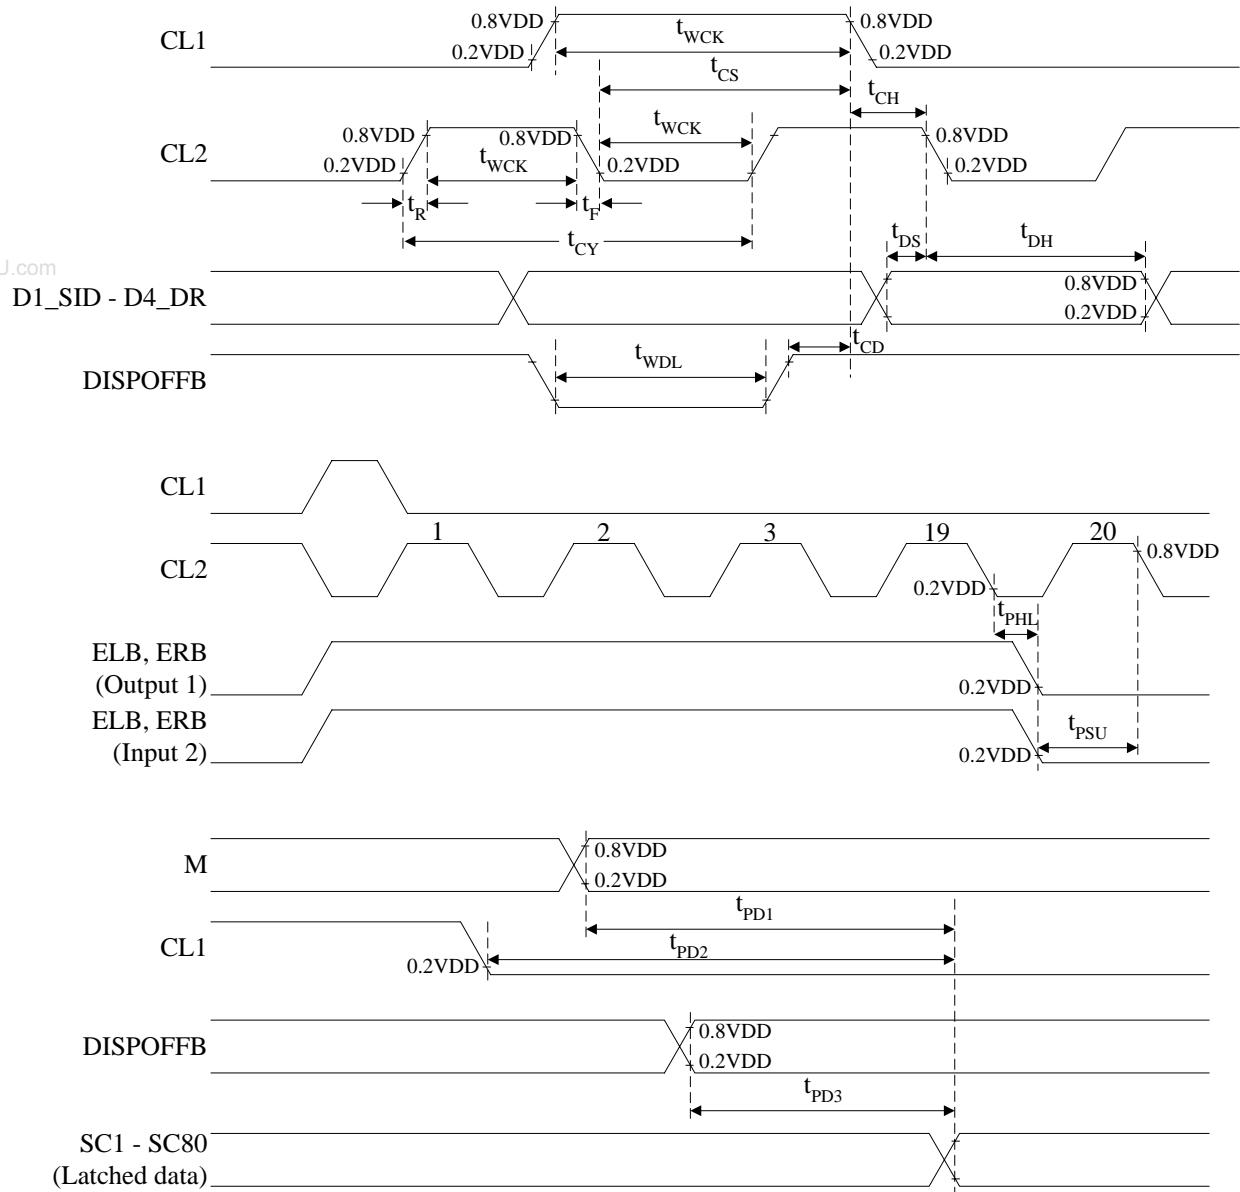 0.8VDD
0.8VDD
CL1
tWCK
0.2VDD
0.2VDD
tCS
tCH
tWCK
0.8VDD
0.8VDD
0.8VDD
CL2
tWCK
0.2VDD
0.2VDD
0.2VDD
tR
tF
tCY
tDS
tDH
U.com
D1_SID - D4_DR
0.8VDD
0.2VDD
tCD
tWDL
DISPOFFB
CL1
1
2
3
19
20
0.8VDD
CL2
0.2VDD
tPHL
ELB, ERB
(Output 1)
0.2VDD
ELB, ERB
(Input 2)
tPSU
0.2VDD
M
0.8VDD
0.2VDD
tPD1
CL1
tPD2
0.2VDD
0.8VDD
DISPOFFB
0.2VDD
tPD3
SC1 - SC80
(Latched data)